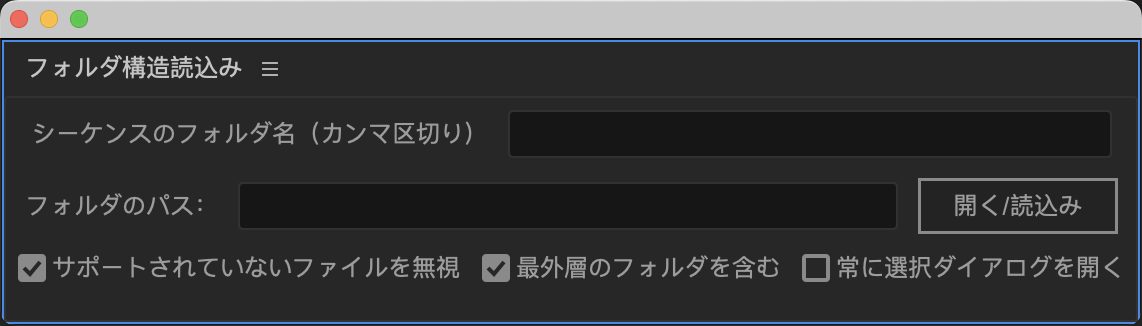 フォルダ構造読込み
シーケンスのフォルダ名（カンマ区切り）
フォルダのパス：
開く/読込み
サポートされていないファイルを無視
最外層のフォルダを含む
常に選択ダイアログを開く